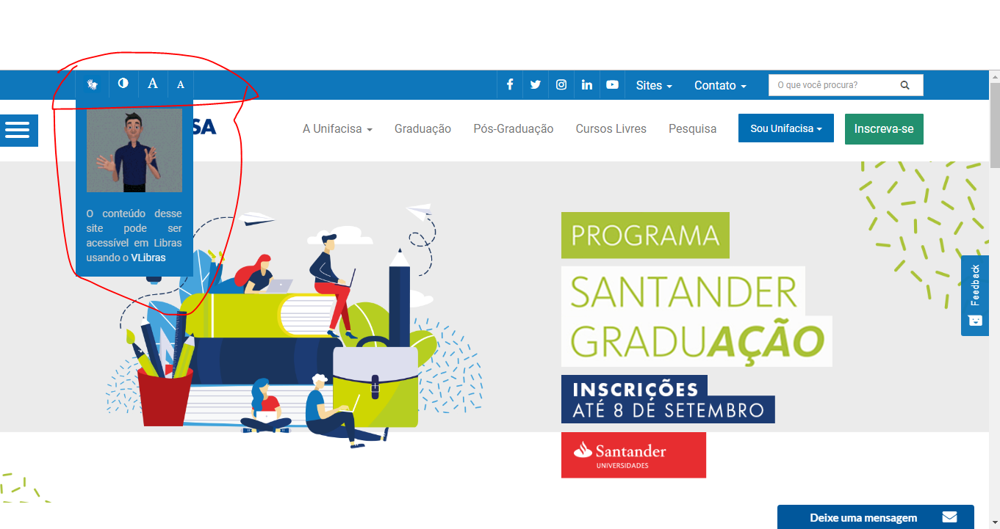 A A
Sites Contato O que você procura?
SA
A Unifacisa Graduação Pós-Graduação Cursos Livres Pesquisa Sou Unifacisa Inscreva-se
O conteúdo desse
site pode ser
acessível em Libras
usando o VLibras
PROGRAMA
SANTANDER
GRADUAÇÃO
INSCRIÇÕES
ATÉ 8 DE SETEMBRO
Santander
UNIVERSIDADES
Feedback
Deixe uma mensagem